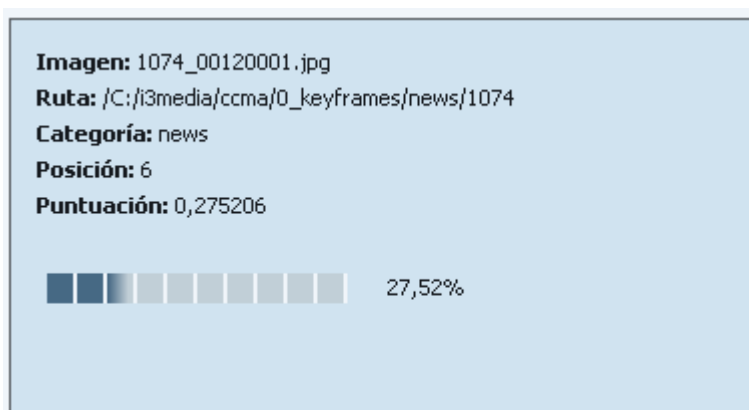 Imagen: 1074_00120001.jpg
Ruta: /C:/i3media/ccma/0_keyframes/news/1074
Categoría: news
Posición: 6
Puntuación: 0,275206
27,52%